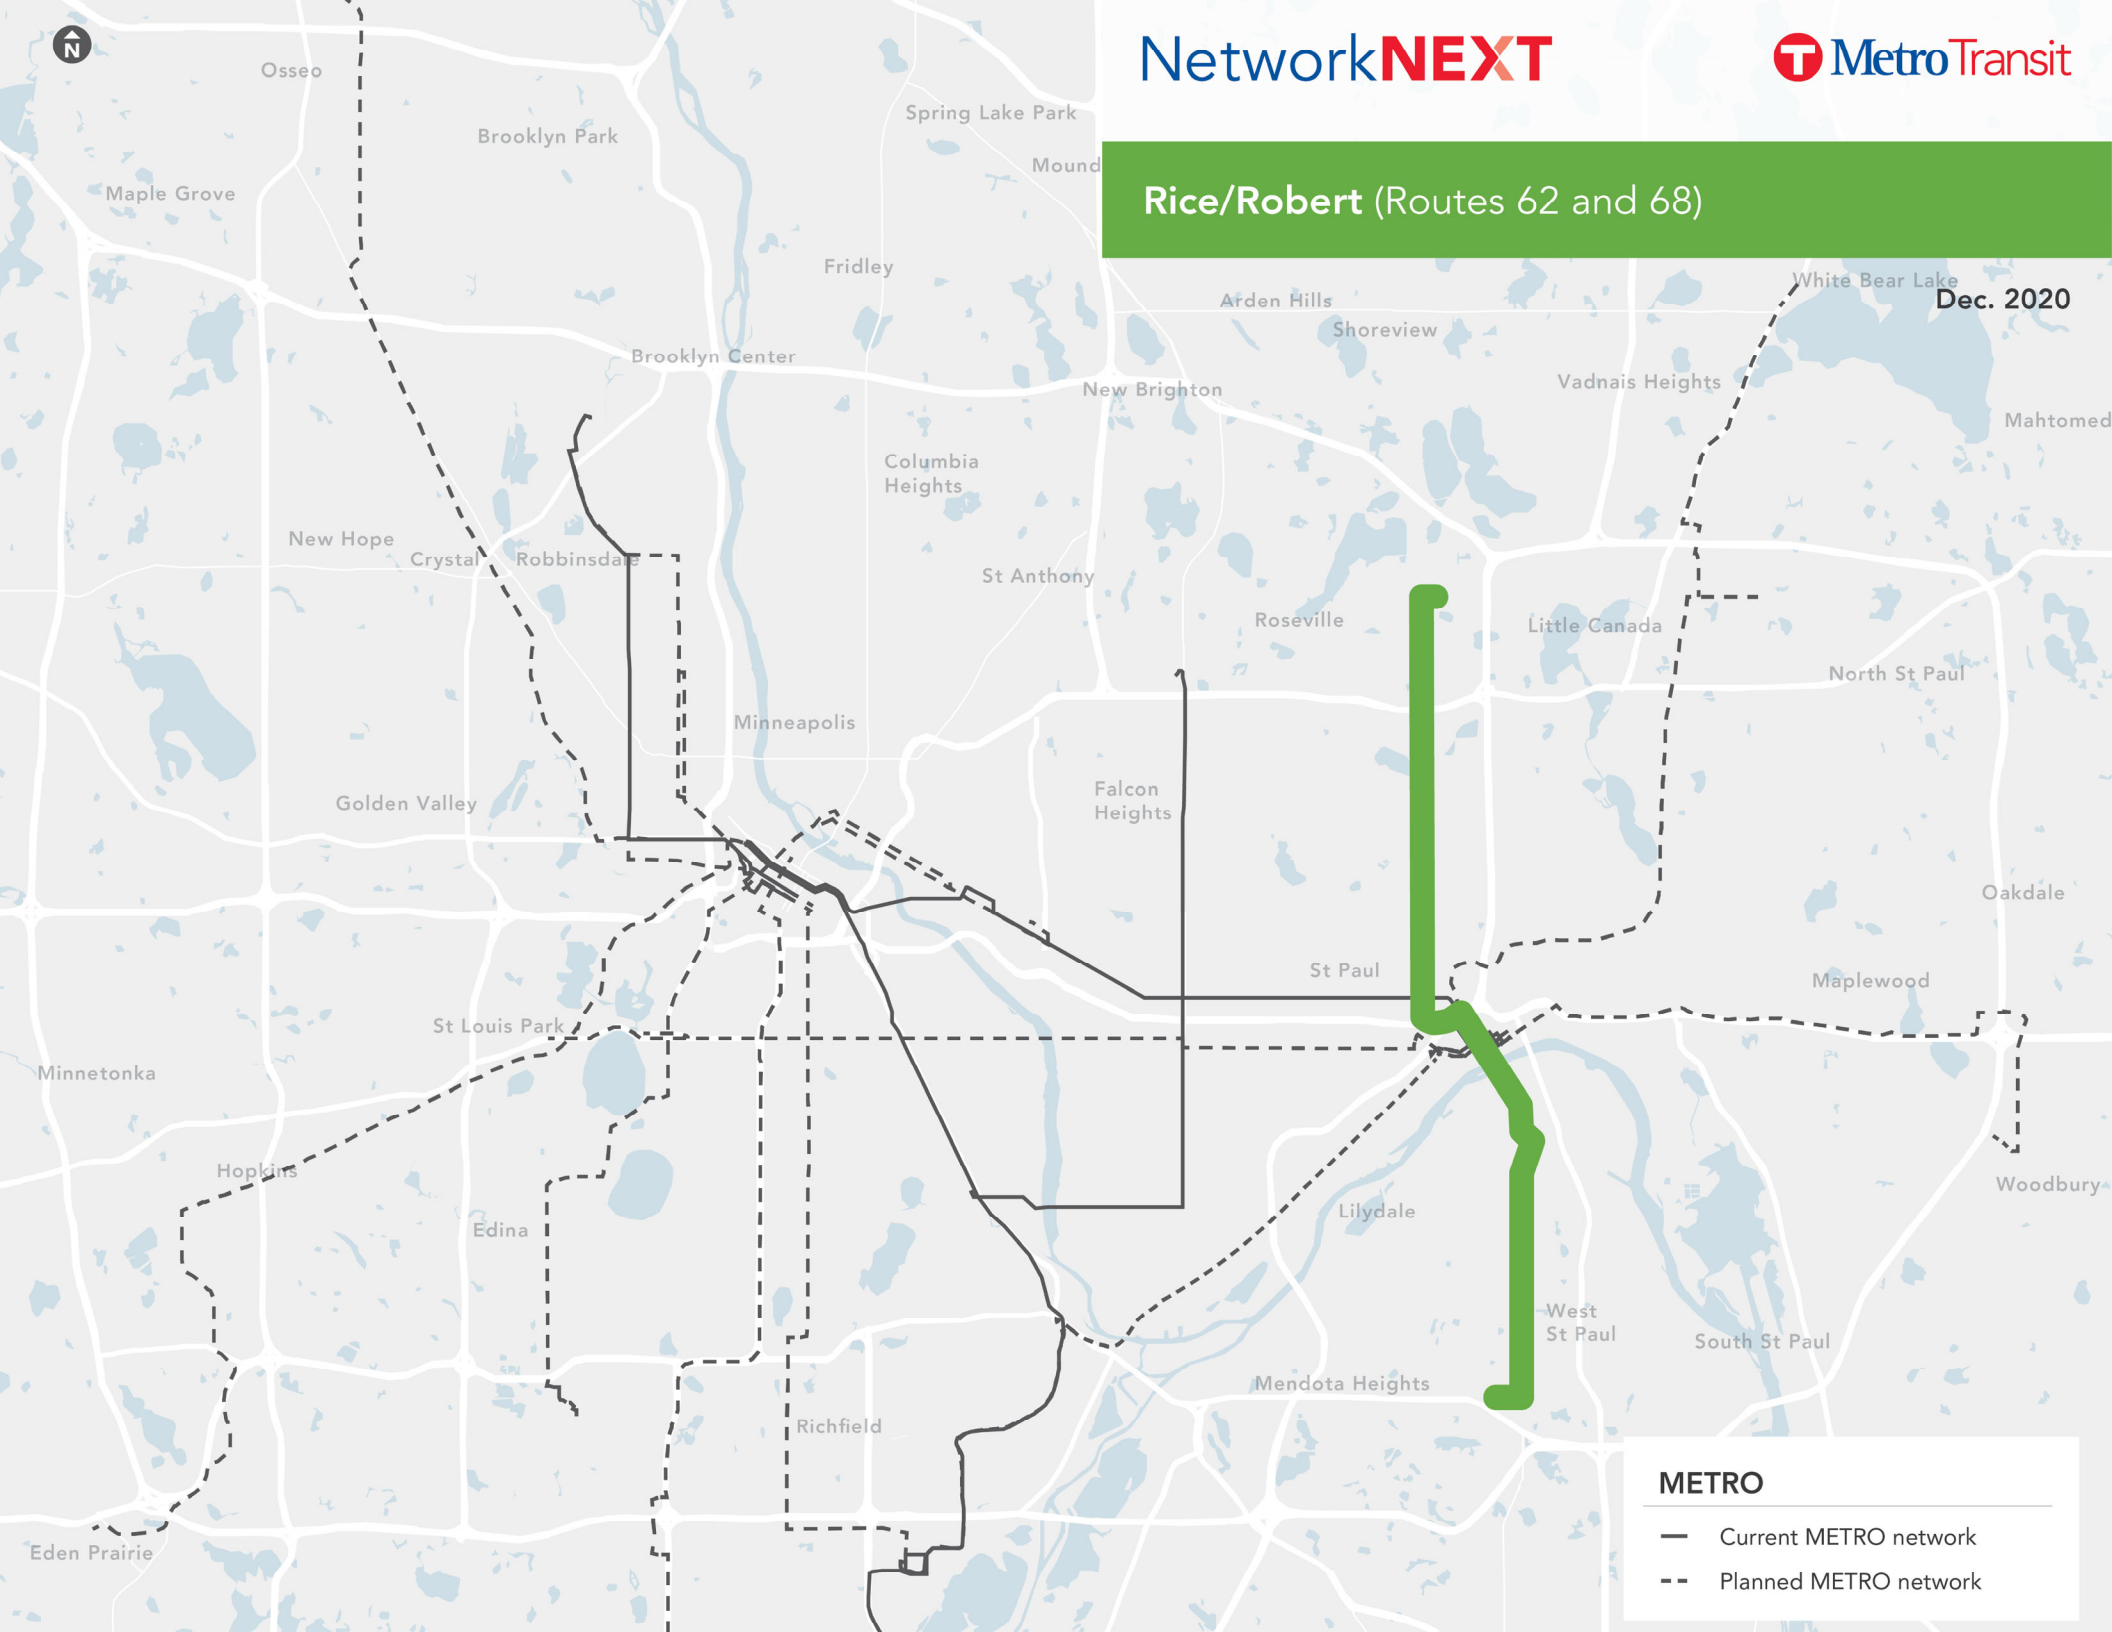 N
NetworkNEXT
T MetroTransit
Rice/Robert (Routes 62 and 68)
Dec. 2020
Osseo
Brooklyn Park
Spring Lake Park
Mound
Maple Grove
Fridley
Arden Hills
White Bear Lake
Shoreview
Brooklyn Center
New Brighton
Vadnais Heights
Mahtomed
Columbia
Heights
New Hope
Crystal
Robbinsdale
St Anthony
Roseville
Little Canada
North St Paul
Minneapolis
Golden Valley
Falcon
Heights
Oakdale
St Paul
Maplewood
St Louis Park
Minnetonka
Hopkins
Edina
Lilydale
Woodbury
West
St Paul
South St Paul
Mendota Heights
Richfield
Eden Prairie
METRO
Current METRO network
Planned METRO network